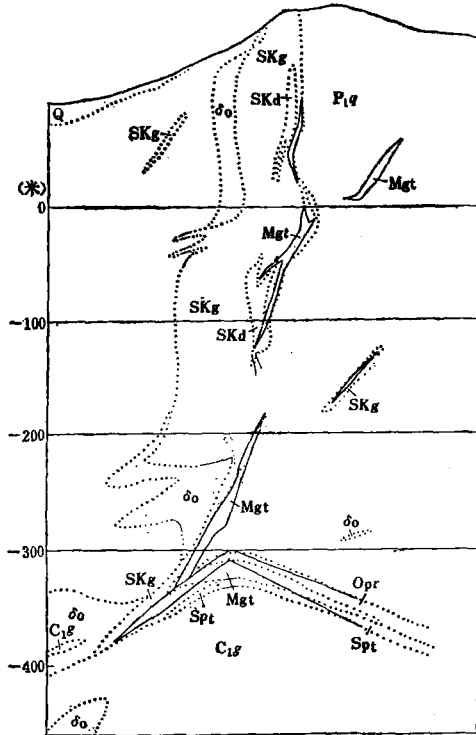 SKg
Q
δo
SKd
P₁q
SKg
Mgt
(米)
0
Mgt
SKg
-100
SKd
SKg
-200
δo
Mgt
δo
-300
SKg
Opr
δo
Mgt
Spt
Spt
C₁g
C₁g
-400
δo